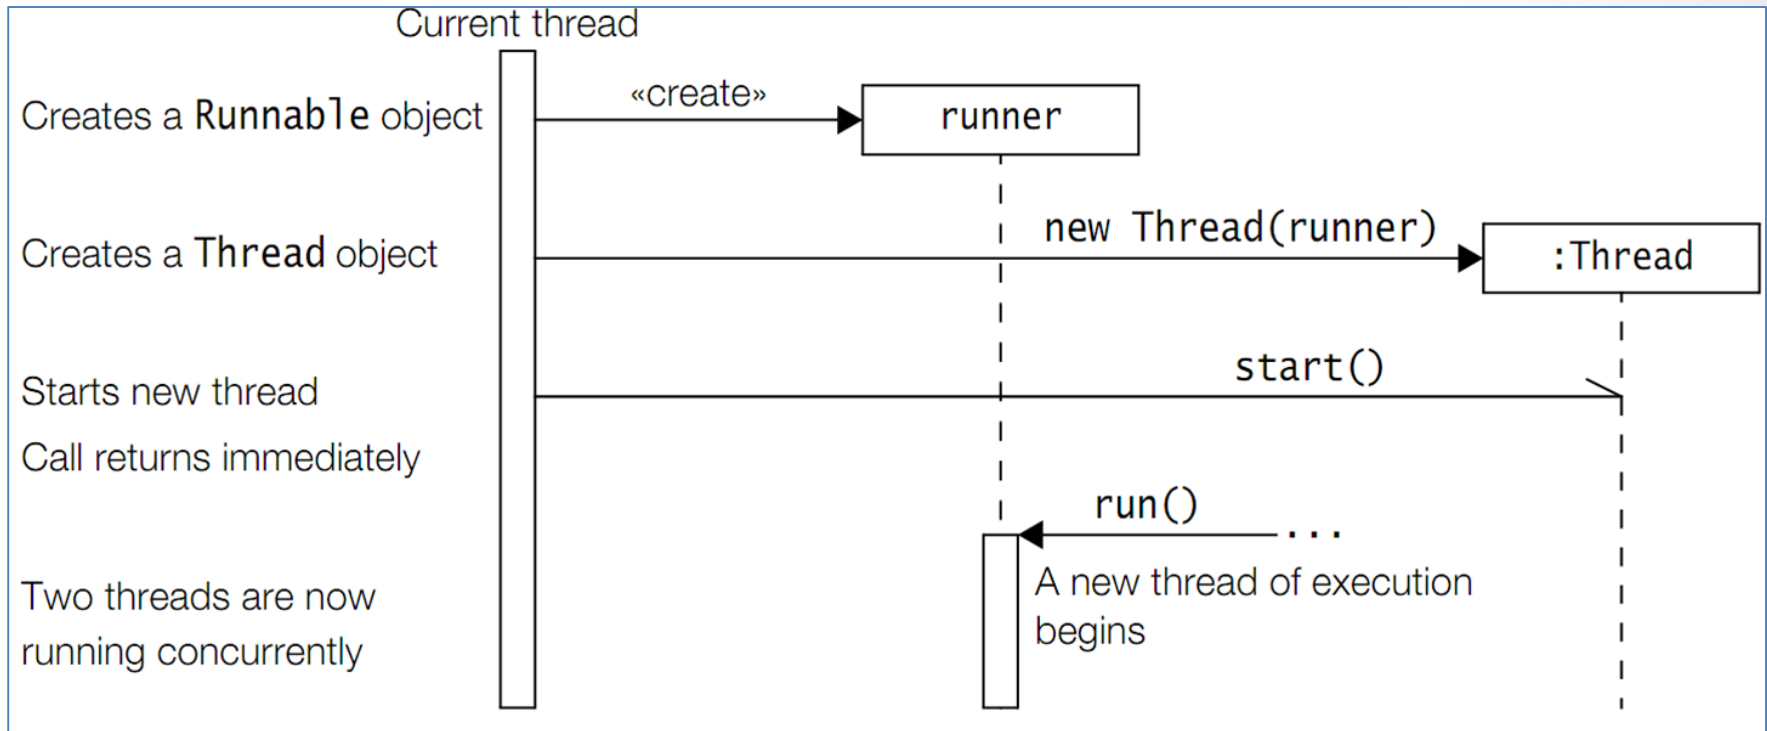 Current thread
Creates a Runnable object
«create»
runner
Creates a Thread object
new Thread(runner)
:Thread
Starts new thread
start()
Call returns immediately
run()
...
Two threads are now
running concurrently
A new thread of execution
begins